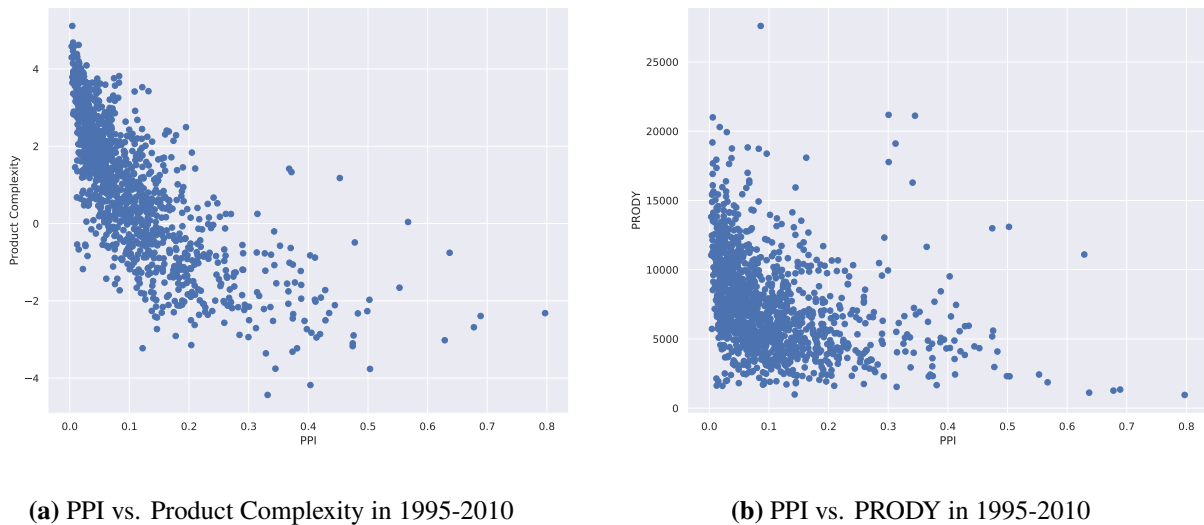 4
2
0
−2
−4
Product Complexity
0.0 0.1 0.2 0.3 0.4 0.5 0.6 0.7 0.8
PPI
(a) PPI vs. Product Complexity in 1995-2010
25000
20000
15000
10000
5000
0
PRODY
0.0 0.1 0.2 0.3 0.4 0.5 0.6 0.7 0.8
PPI
(b) PPI vs. PRODY in 1995-2010